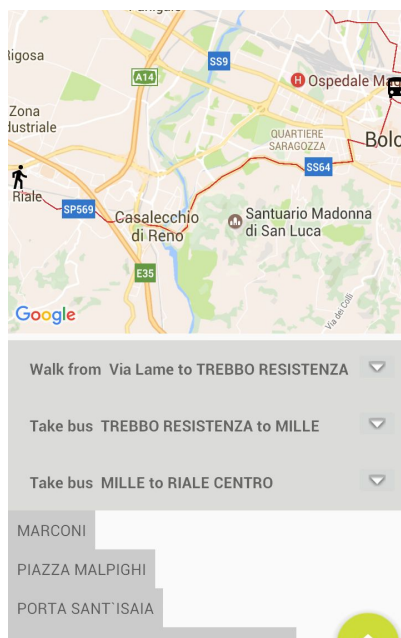 Rigosa
A14
SS9
Ospedale Mag
Zona
dustriale
QUARTIERE
SARAGOZZA
Bolo
SS64
Riale
SP569
Casalecchio
di Reno
Santuario Madonna
di San Luca
E35
Via dei Colli
Google
Walk from Via Lame to TREBBO RESISTENZA
Take bus TREBBO RESISTENZA to MILLE
Take bus MILLE to RIALE CENTRO
MARCONI
PIAZZA MALPIGHI
PORTA SANT`ISAIA